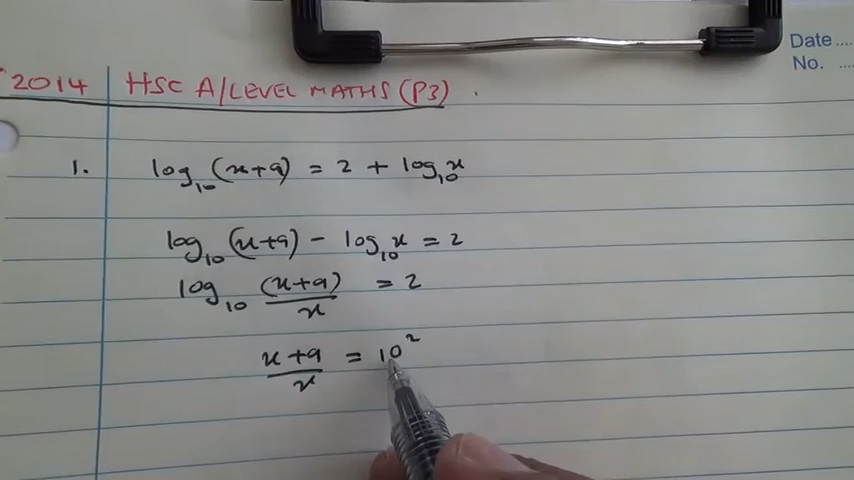 Date....
No. ....
2014 HSC A/LEVEL MATHS (P3).
1. log₁₀(x+9) = 2 + log₁₀x
log₁₀(x+9) - log₁₀x = 2
log₁₀ (x+9)/x = 2
x+9/x = 10²